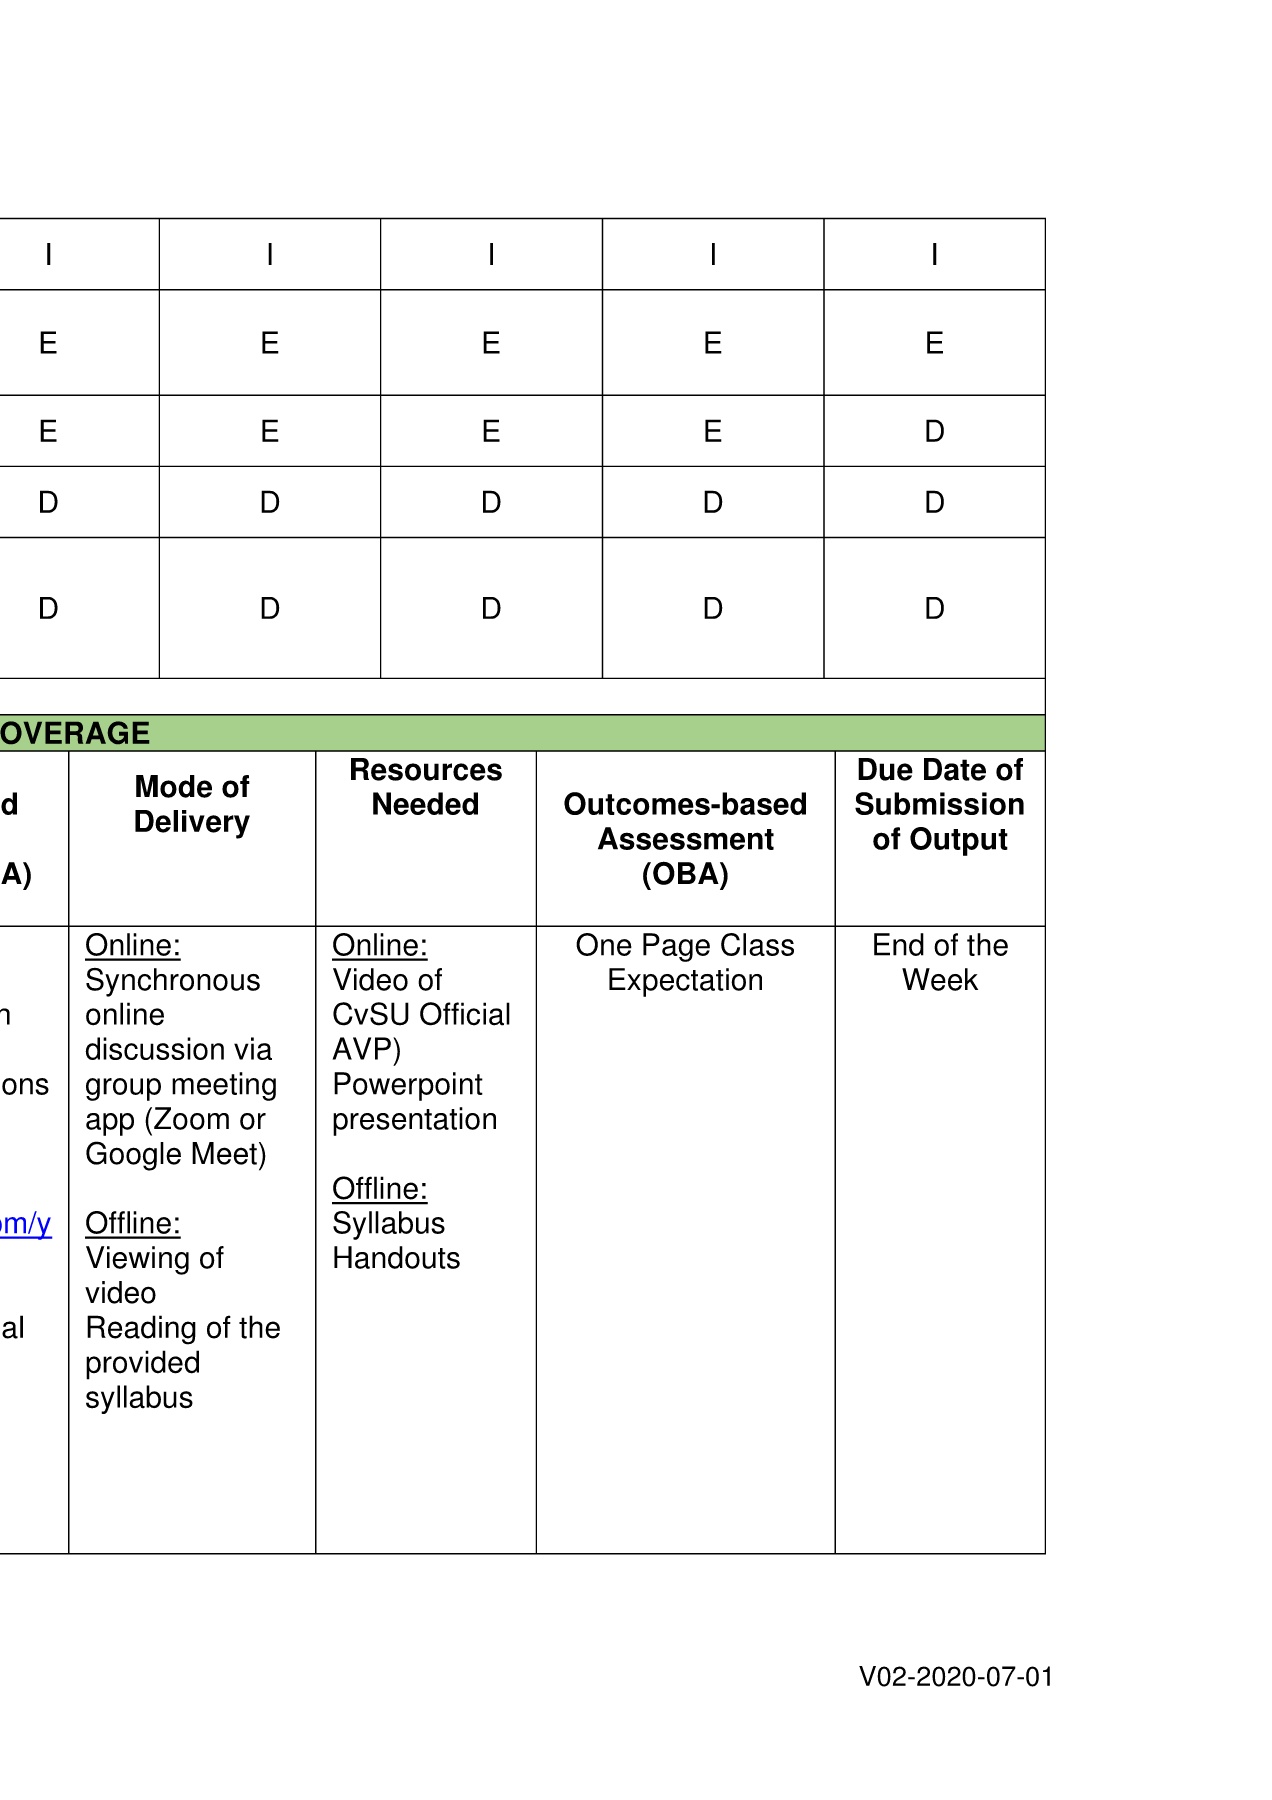 I I I I I
E E E E E
E E E E D
D D D D D
D D D D D
OVERAGE
d
A)
Mode of
Delivery
Resources
Needed
Outcomes-based
Assessment
(OBA)
Due Date of
Submission
of Output
n
ons
om/y
al
Online:
Synchronous
online
discussion via
group meeting
app (Zoom or
Google Meet)
Offline:
Viewing of
video
Reading of the
provided
syllabus
Online:
Video of
CvSU Official
AVP)
Powerpoint
presentation
Offline:
Syllabus
Handouts
One Page Class
Expectation
End of the
Week
V02-2020-07-01